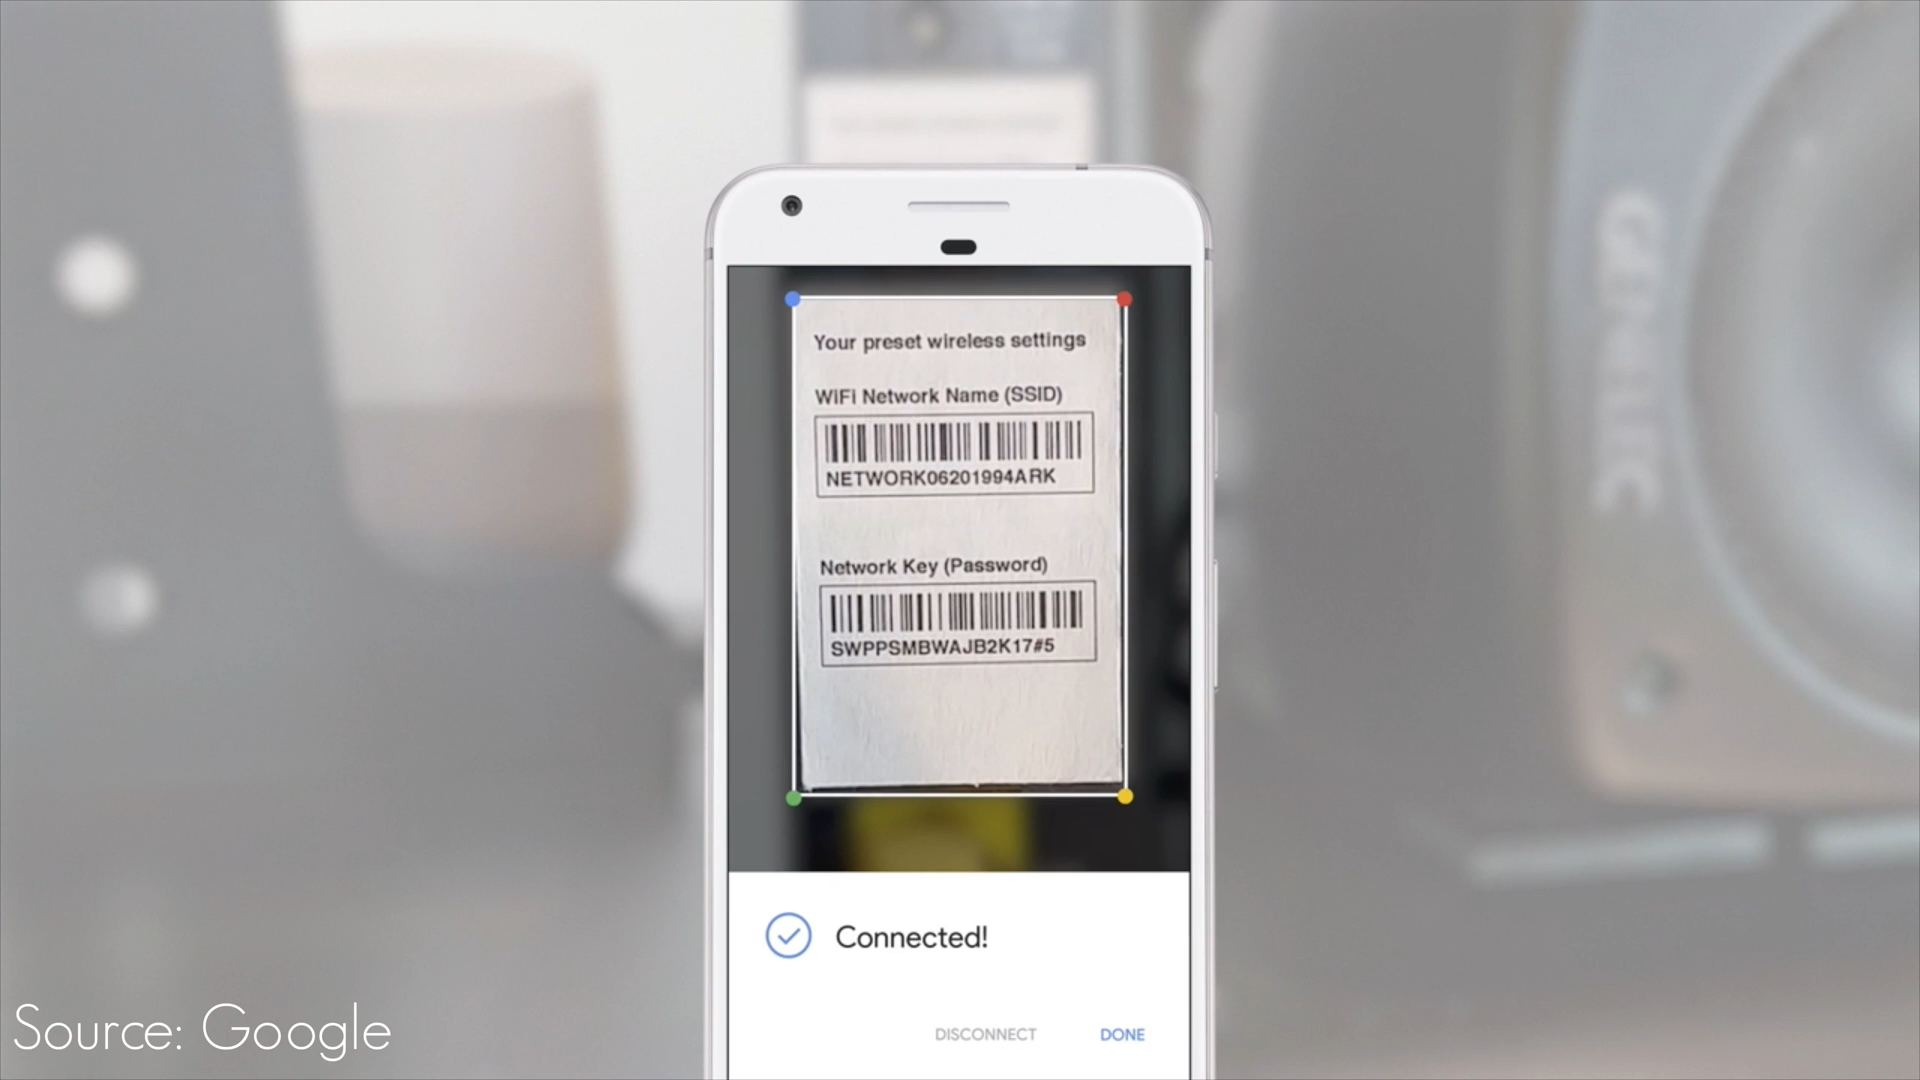 Your preset wireless settings
WiFi Network Name (SSID)
NETWORK06201994ARK
Network Key (Password)
SWPPSMBWAJB2K17#5
Connected!
DISCONNECT
DONE
GENELEC
Source: Google